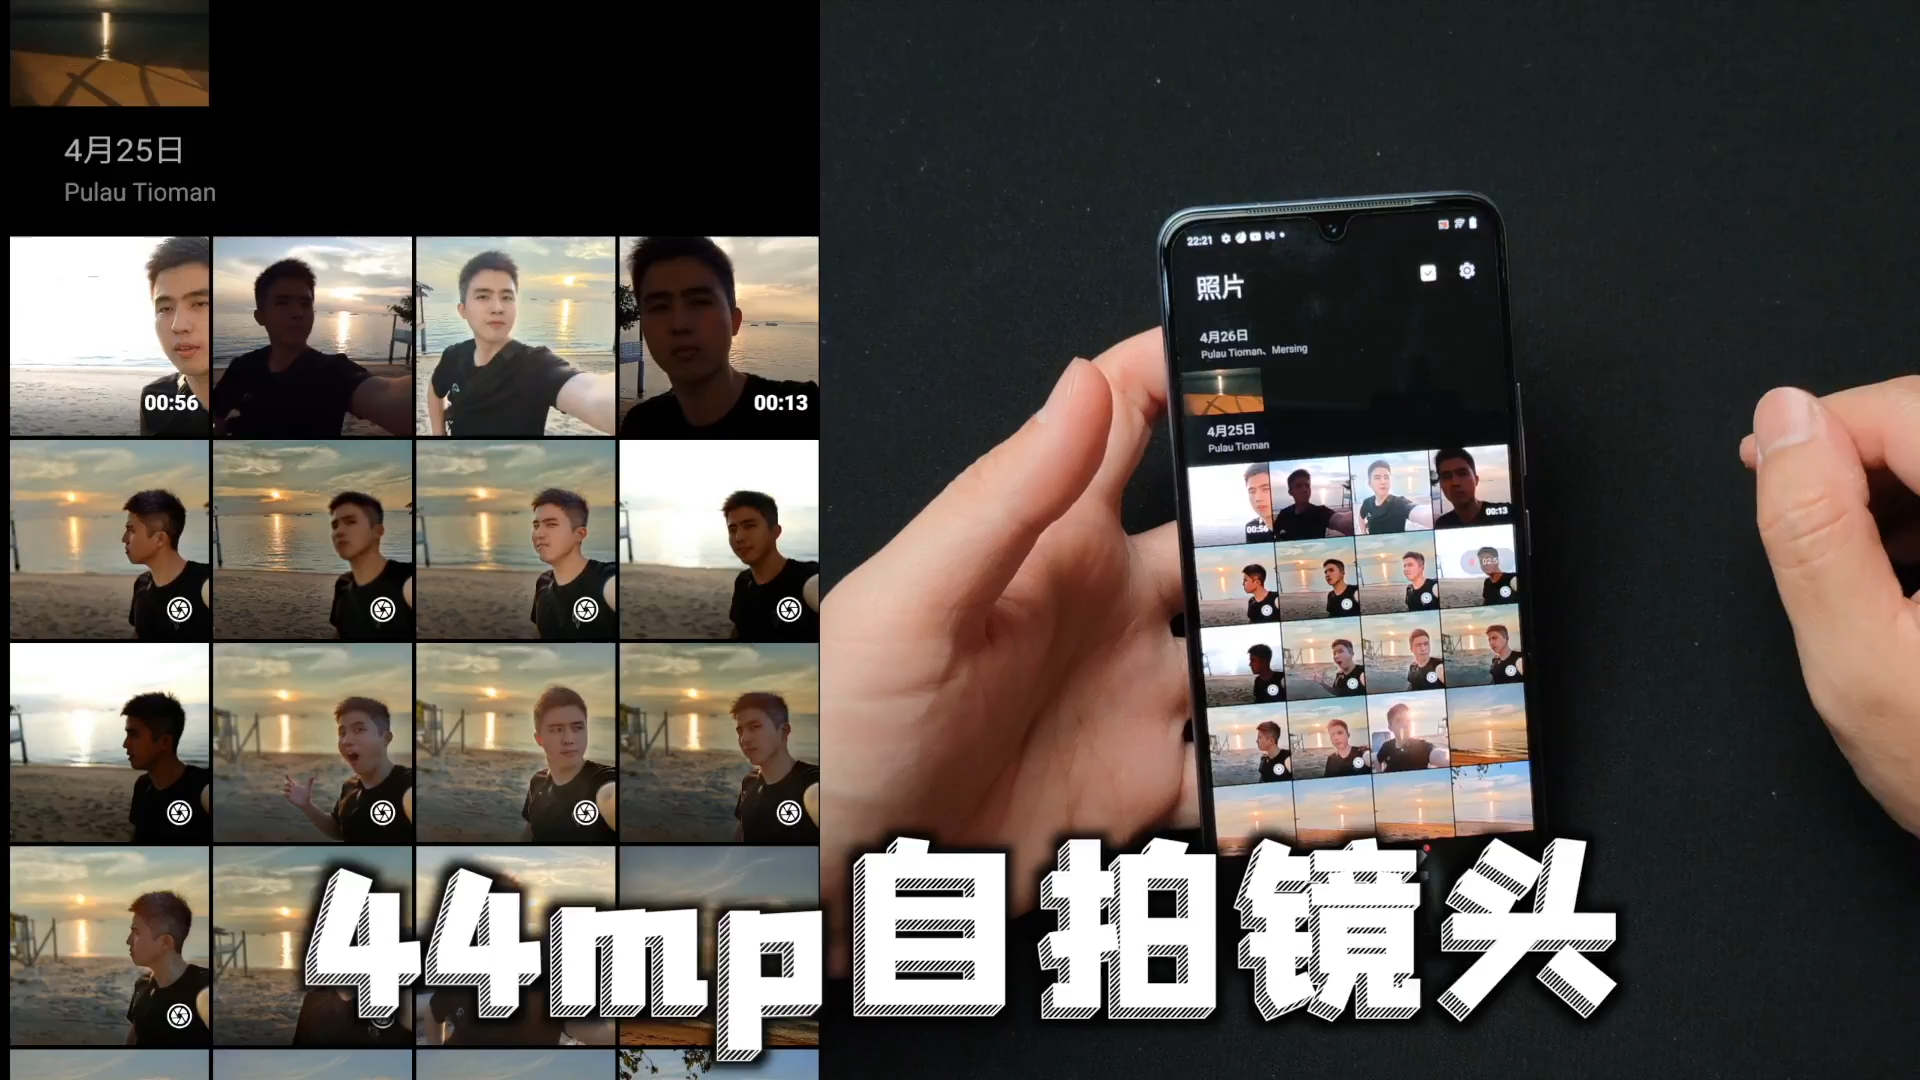 4月25日
Pulau Tioman
00:56
00:13
22:21
照片
4月26日
Pulau Tioman、Mersing
4月25日
Pulau Tioman
00:56
00:13
44mp自拍镜头